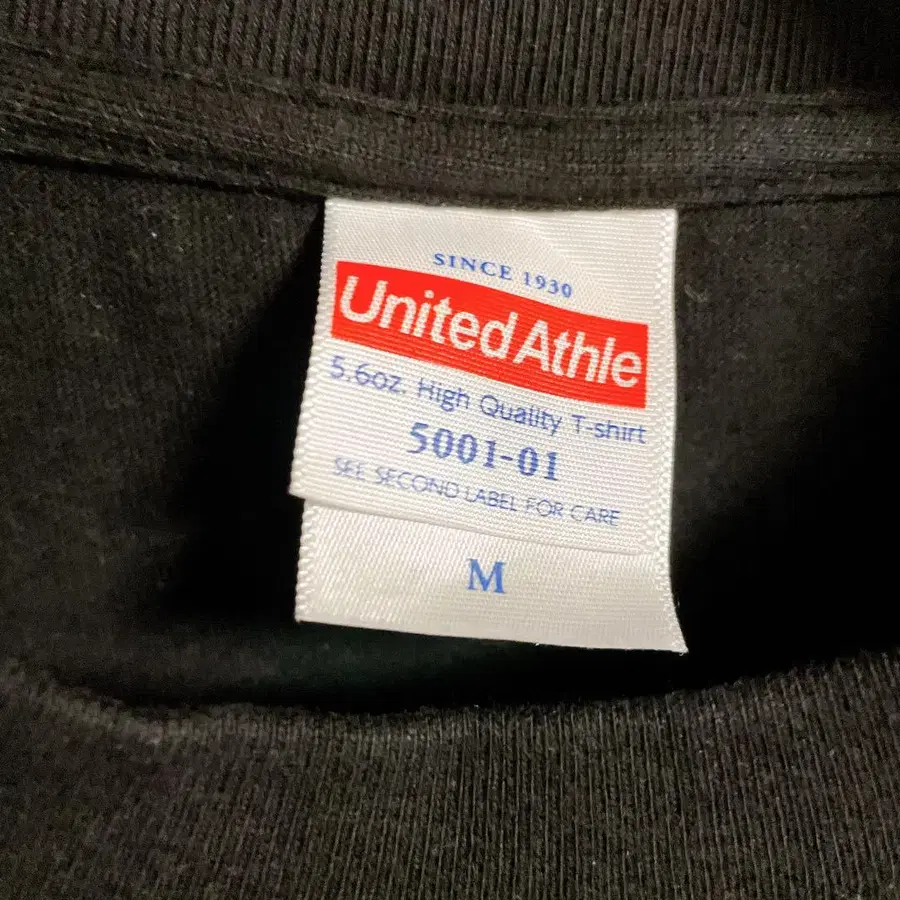 SINCE 1930
UnitedAthle
5.6oz. High Quality T-shirt
5001-01
SEE SECOND LABEL FOR CARE
M